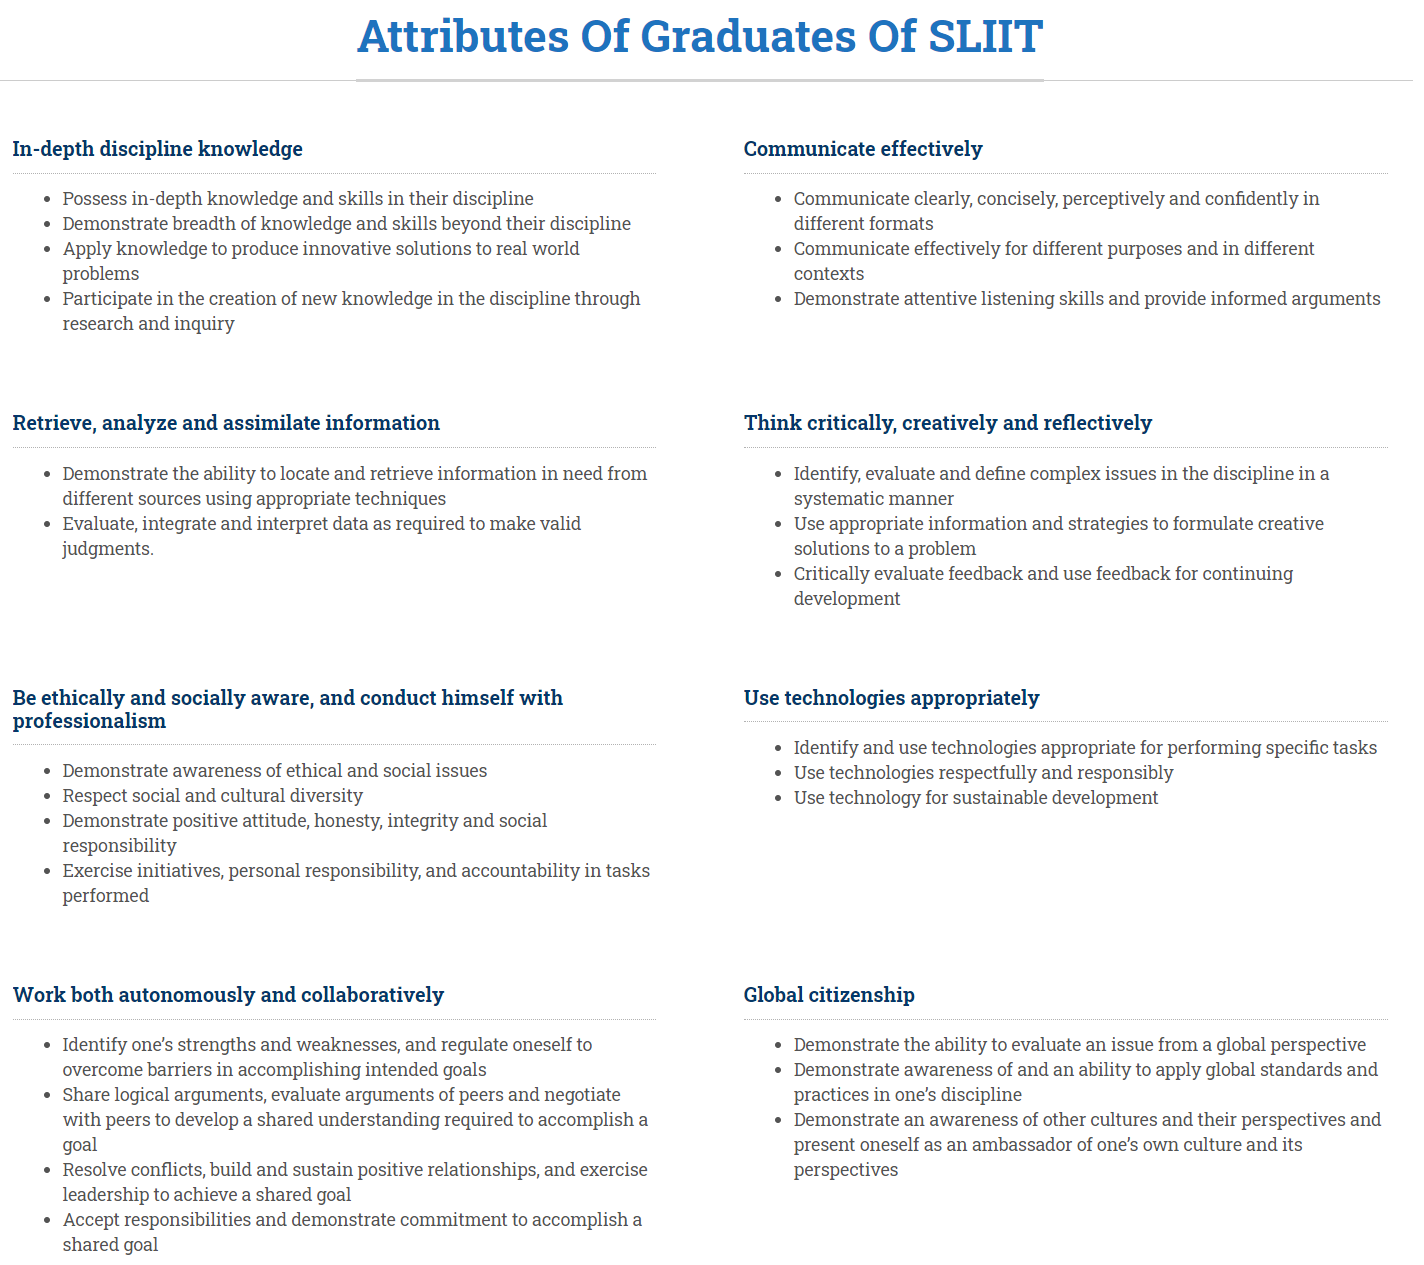 Attributes Of Graduates Of SLIIT
In-depth discipline knowledge
Possess in-depth knowledge and skills in their discipline
Demonstrate breadth of knowledge and skills beyond their discipline
Apply knowledge to produce innovative solutions to real world
problems
Participate in the creation of new knowledge in the discipline through
research and inquiry
Communicate effectively
Communicate clearly, concisely, perceptively and confidently in
different formats
Communicate effectively for different purposes and in different
contexts
Demonstrate attentive listening skills and provide informed arguments
Retrieve, analyze and assimilate information
Demonstrate the ability to locate and retrieve information in need from
different sources using appropriate techniques
Evaluate, integrate and interpret data as required to make valid
judgments.
Think critically, creatively and reflectively
Identify, evaluate and define complex issues in the discipline in a
systematic manner
Use appropriate information and strategies to formulate creative
solutions to a problem
Critically evaluate feedback and use feedback for continuing
development
Be ethically and socially aware, and conduct himself with
professionalism
Demonstrate awareness of ethical and social issues
Respect social and cultural diversity
Demonstrate positive attitude, honesty, integrity and social
responsibility
Exercise initiatives, personal responsibility, and accountability in tasks
performed
Use technologies appropriately
Identify and use technologies appropriate for performing specific tasks
Use technologies respectfully and responsibly
Use technology for sustainable development
Work both autonomously and collaboratively
Identify one’s strengths and weaknesses, and regulate oneself to
overcome barriers in accomplishing intended goals
Share logical arguments, evaluate arguments of peers and negotiate
with peers to develop a shared understanding required to accomplish a
goal
Resolve conflicts, build and sustain positive relationships, and exercise
leadership to achieve a shared goal
Accept responsibilities and demonstrate commitment to accomplish a
shared goal
Global citizenship
Demonstrate the ability to evaluate an issue from a global perspective
Demonstrate awareness of and an ability to apply global standards and
practices in one’s discipline
Demonstrate an awareness of other cultures and their perspectives and
present oneself as an ambassador of one’s own culture and its
perspectives